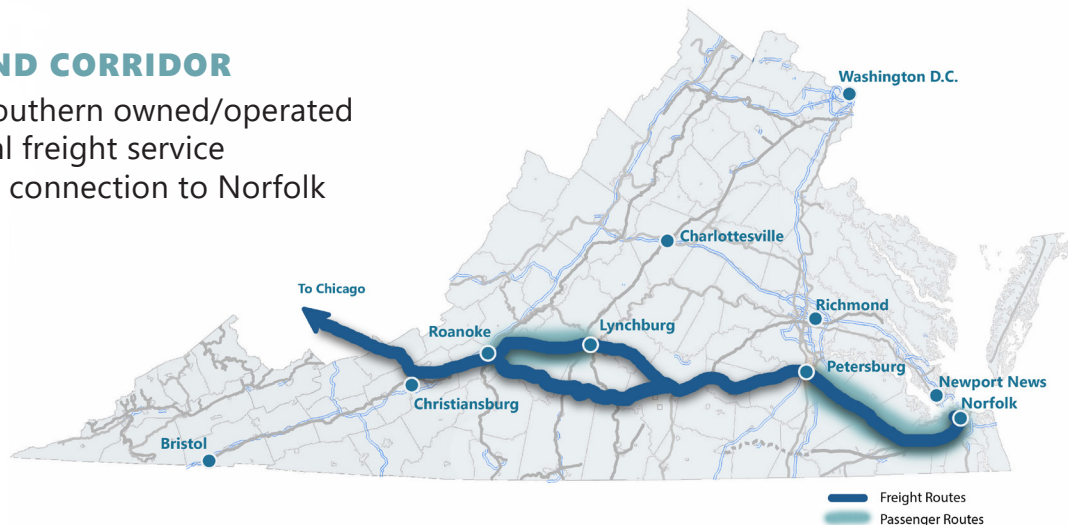 ND CORRIDOR
outhern owned/operated
al freight service
connection to Norfolk
Washington D.C.
Charlottesville
To Chicago
Richmond
Roanoke
Lynchburg
Petersburg
Newport News
Christiansburg
Norfolk
Bristol
Freight Routes
Passenger Routes